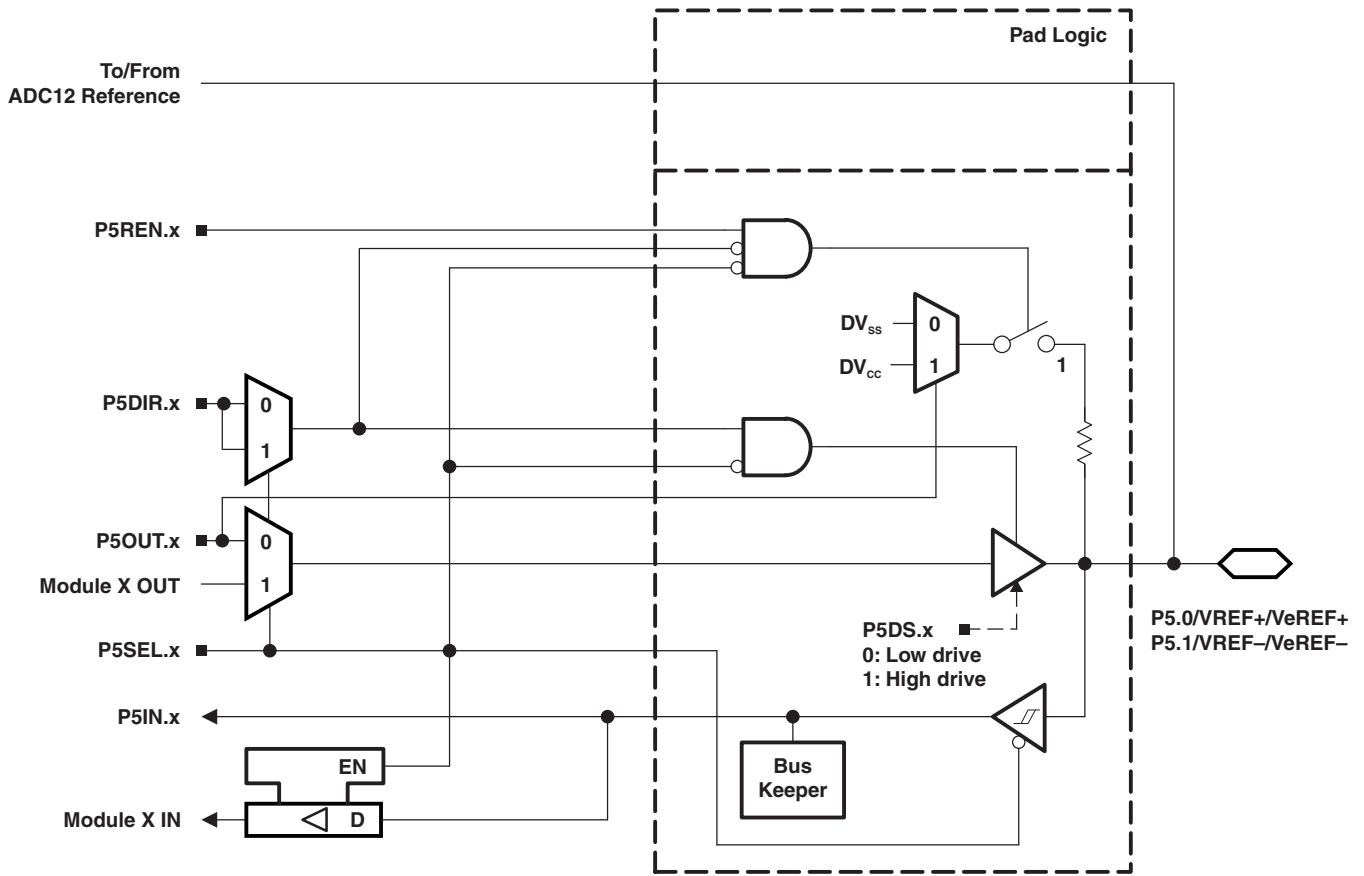 Pad Logic
To/From
ADC12 Reference
P5REN.x
DVss
0
DVcc
1
1
P5DIR.x
0
1
P5OUT.x
0
Module X OUT
1
P5DS.x
0: Low drive
1: High drive
P5.0/VREF+/VeREF+
P5.1/VREF–/VeREF–
P5SEL.x
P5IN.x
Bus
Keeper
EN
D
Module X IN